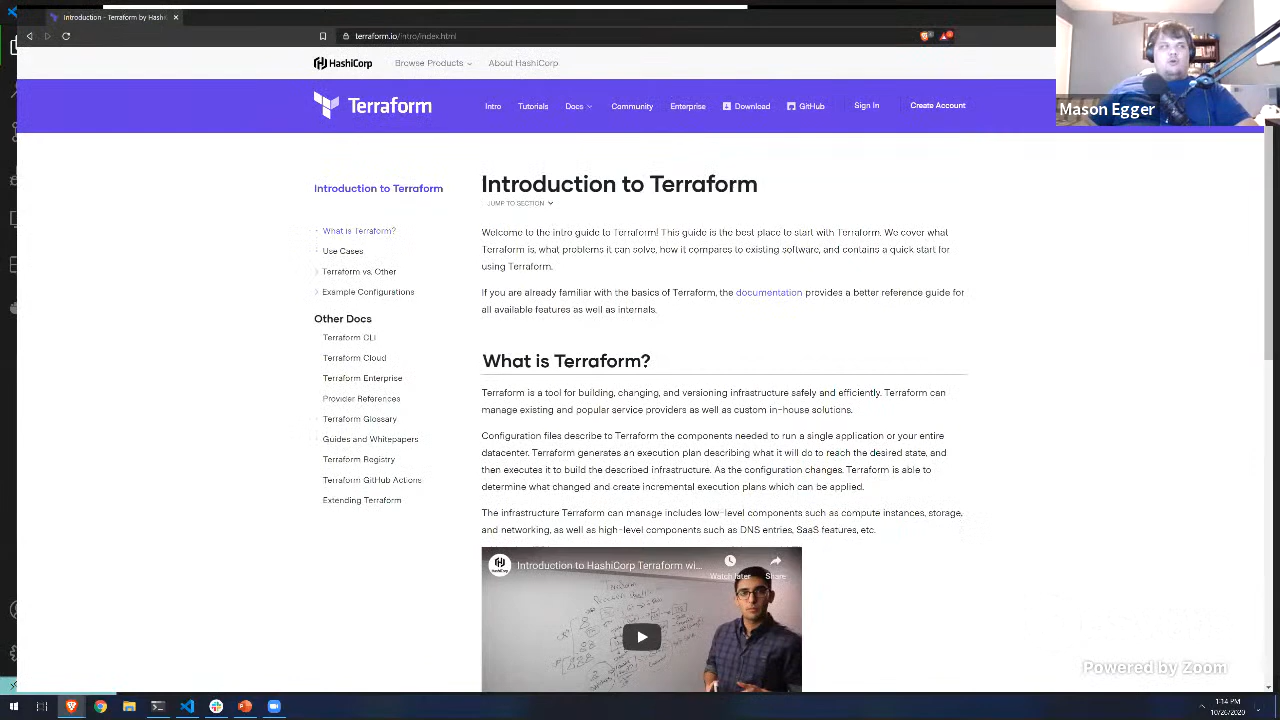 Introduction - Terraform by Hashi
terraform.io/intro/index.html
HashiCorp
Browse Products
About HashiCorp
Terraform
Intro
Tutorials
Docs
Community
Enterprise
Download
GitHub
Sign In
Create Account
Mason Egger
Introduction to Terraform
What is Terraform?
Use Cases
Terraform vs. Other
Example Configurations
Other Docs
Terraform CLI
Terraform Cloud
Terraform Enterprise
Provider References
Terraform Glossary
Guides and Whitepapers
Terraform Registry
Terraform GitHub Actions
Extending Terraform
Introduction to Terraform
JUMP TO SECTION
Welcome to the intro guide to Terraform! This guide is the best place to start with Terraform. We cover what
Terraform is, what problems it can solve, how it compares to existing software, and contains a quick start for
using Terraform.
If you are already familiar with the basics of Terraform, the documentation provides a better reference guide for
all available features as well as internals.
What is Terraform?
Terraform is a tool for building, changing, and versioning infrastructure safely and efficiently. Terraform can
manage existing and popular service providers as well as custom in-house solutions.
Configuration files describe to Terraform the components needed to run a single application or your entire
datacenter. Terraform generates an execution plan describing what it will do to reach the desired state, and
then executes it to build the described infrastructure. As the configuration changes, Terraform is able to
determine what changed and create incremental execution plans which can be applied.
The infrastructure Terraform can manage includes low-level components such as compute instances, storage,
and networking, as well as high-level components such as DNS entries, SaaS features, etc.
HashiCorp
Introduction to HashiCorp Terraform wi...
Watch later
Share
Terraform
Powered by Zoom
1:14 PM
10/26/2020